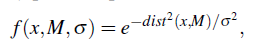 f(x,M,σ) = e^{−dist²(x,M)/σ²},